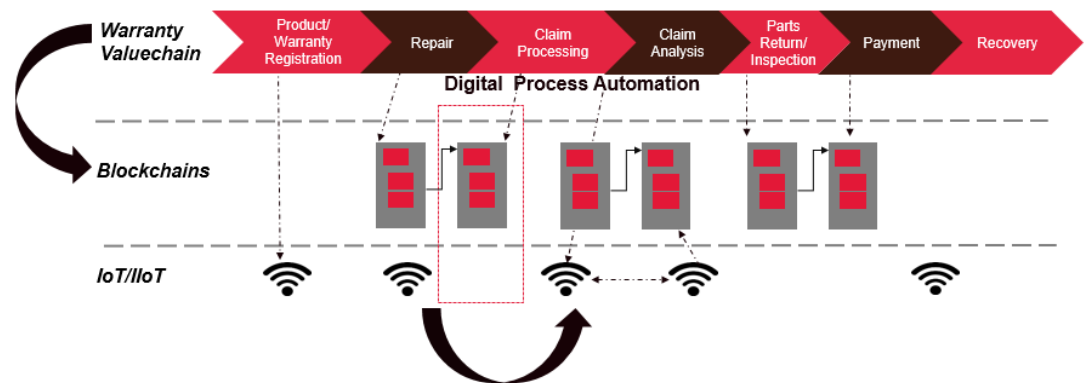 Warranty
Valuechain
Product/
Warranty
Registration
Repair
Claim
Processing
Claim
Analysis
Parts
Return/
Inspection
Payment
Recovery
Digital Process Automation
Blockchains
IoT/IIoT